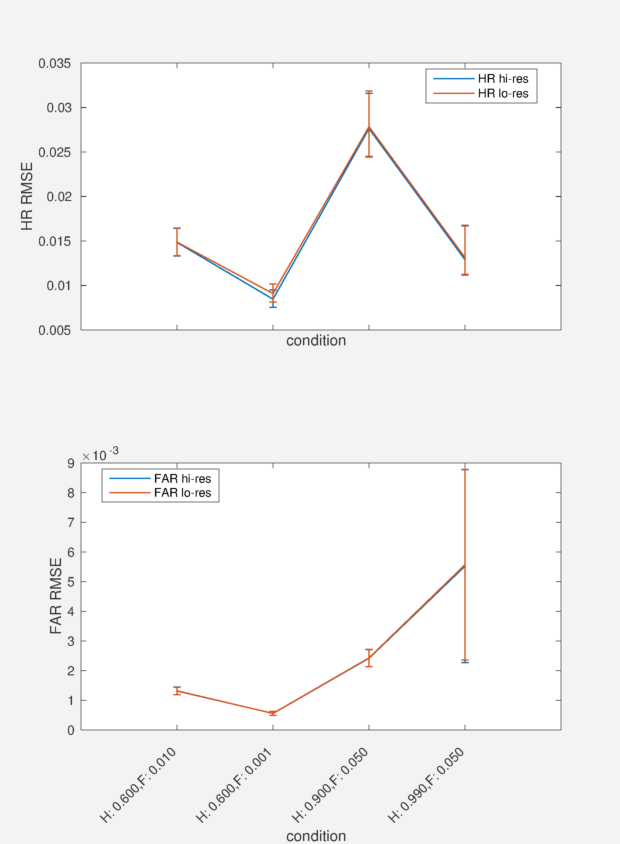 0.035
0.03
0.025
0.02
0.015
0.01
0.005
HR RMSE
HR hi-res
HR lo-res
condition
×10^-3
9
8
7
6
5
4
3
2
1
0
FAR RMSE
FAR hi-res
FAR lo-res
H: 0.600,F: 0.010
H: 0.600,F: 0.001
H: 0.900,F: 0.050
H: 0.990,F: 0.050
condition